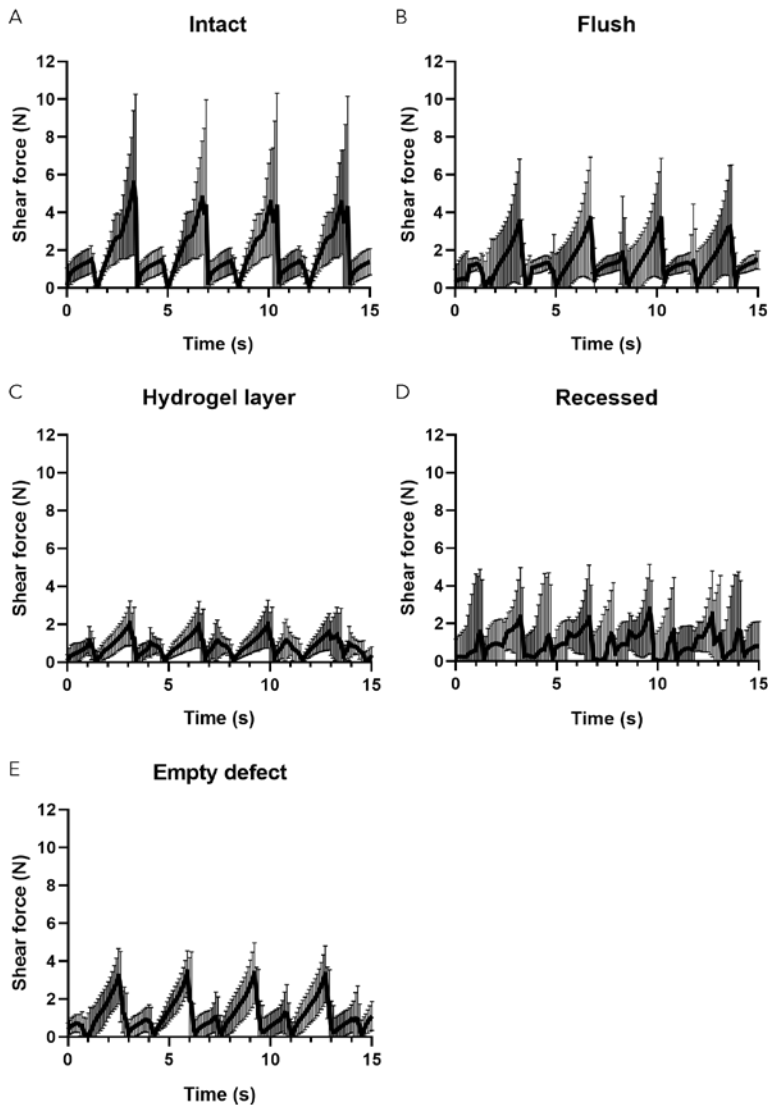 A
Intact
12
10
8
6
4
2
0
Shear force (N)
0 5 10 15
Time (s)
B
Flush
12
10
8
6
4
2
0
Shear force (N)
0 5 10 15
Time (s)
C
Hydrogel layer
12
10
8
6
4
2
0
Shear force (N)
0 5 10 15
Time (s)
D
Recessed
12
10
8
6
4
2
0
Shear force (N)
0 5 10 15
Time (s)
E
Empty defect
12
10
8
6
4
2
0
Shear force (N)
0 5 10 15
Time (s)